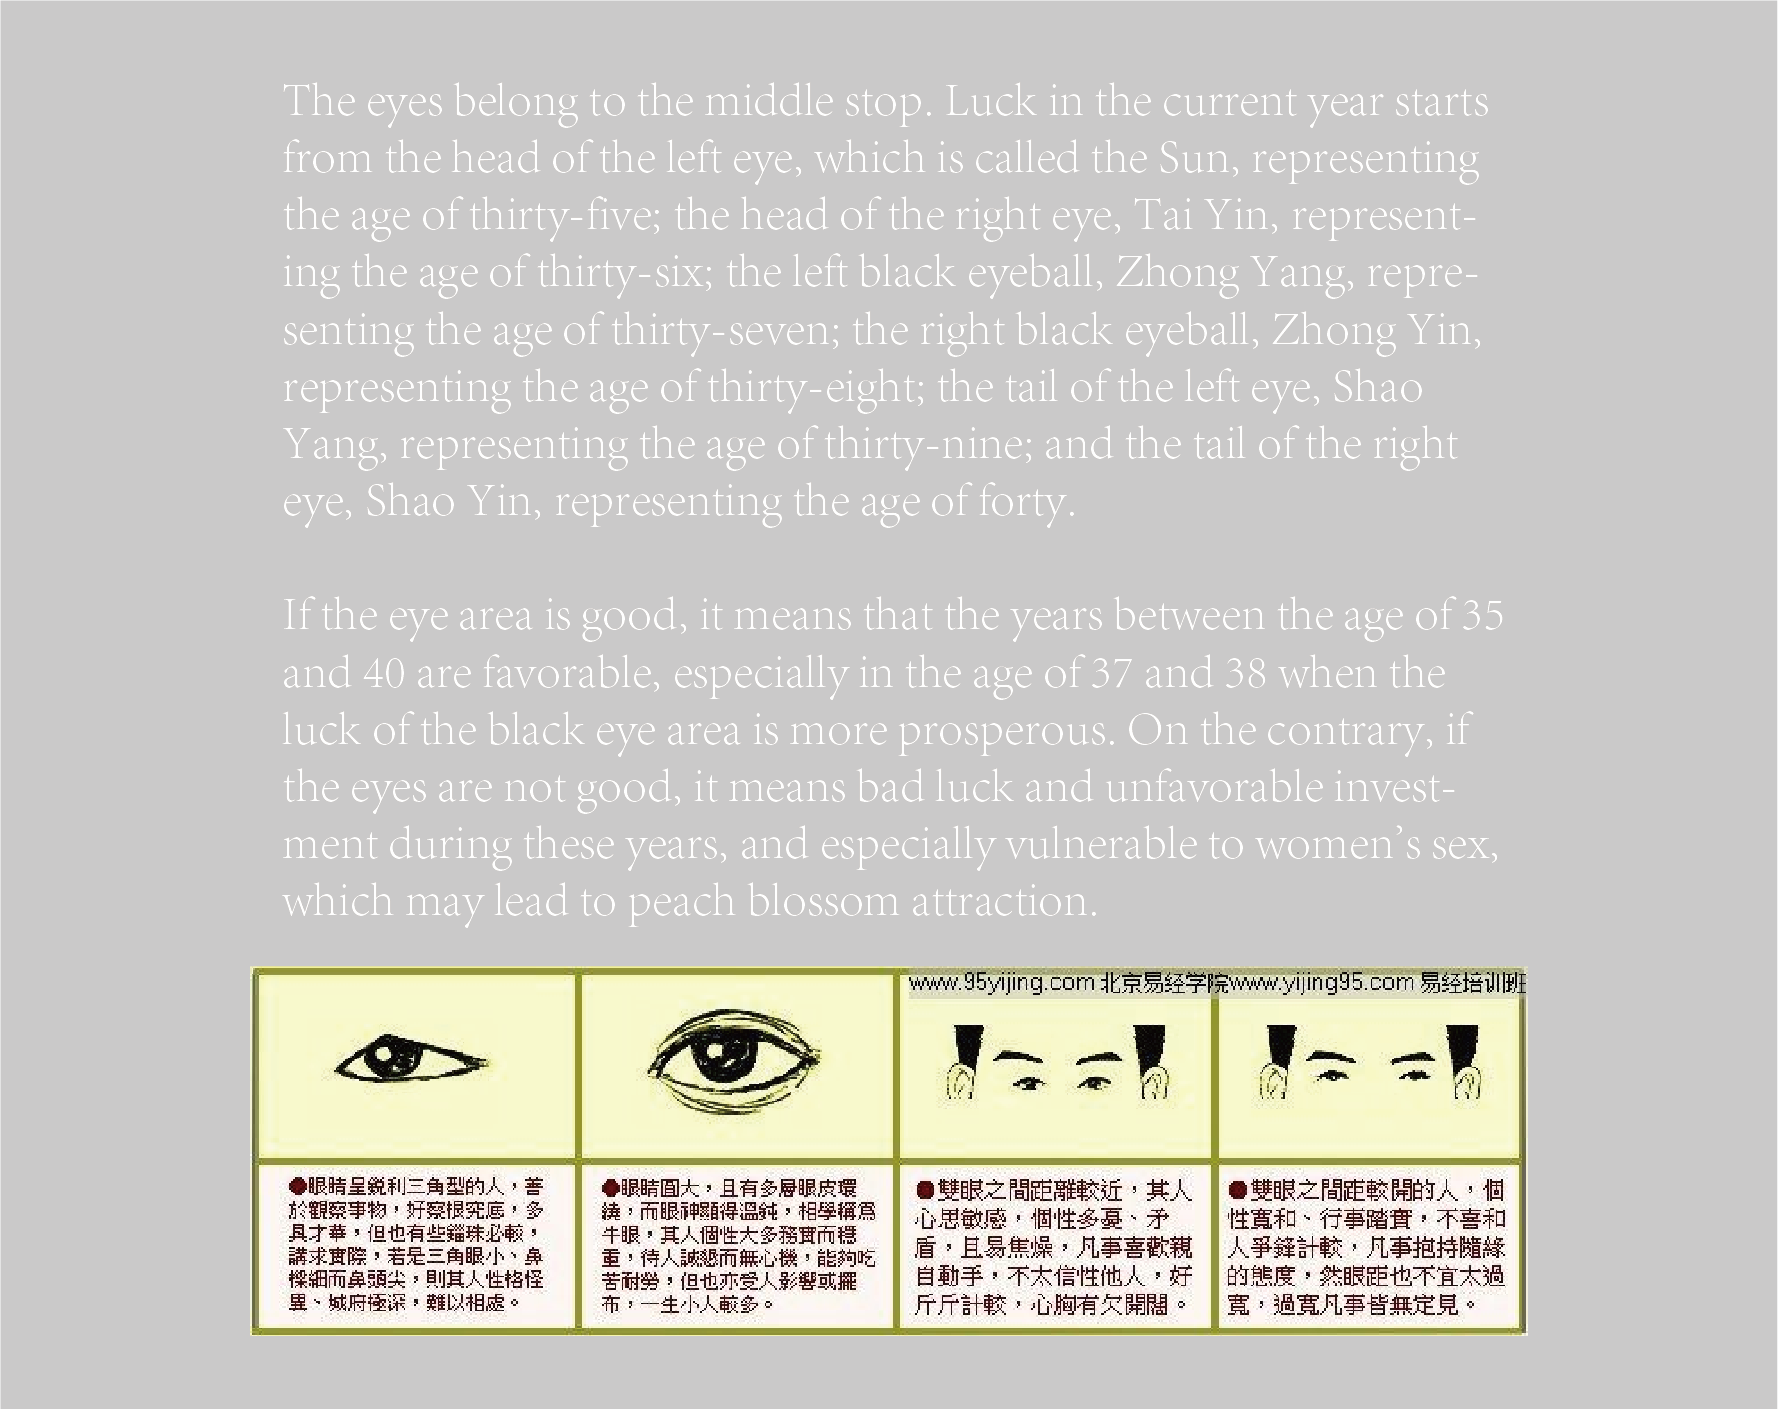 The eyes belong to the middle stop. Luck in the current year starts
from the head of the left eye, which is called the Sun, representing
the age of thirty-five; the head of the right eye, Tai Yin, represent-
ing the age of thirty-six; the left black eyeball, Zhong Yang, repre-
senting the age of thirty-seven; the right black eyeball, Zhong Yin,
representing the age of thirty-eight; the tail of the left eye, Shao
Yang, representing the age of thirty-nine; and the tail of the right
eye, Shao Yin, representing the age of forty.
If the eye area is good, it means that the years between the age of 35
and 40 are favorable, especially in the age of 37 and 38 when the
luck of the black eye area is more prosperous. On the contrary, if
the eyes are not good, it means bad luck and unfavorable invest-
ment during these years, and especially vulnerable to women’s sex,
which may lead to peach blossom attraction.
www.95yijing.com 北京易经学院www.yijing95.com 易经培训班
●眼睛呈銳利三角型的人，善
於觀察事物，好察根究底，多
具才華，但也有些錙珠必較，
講求實際，若是三角眼小、鼻
樑細而鼻頭尖，則其人性格怪
異、城府極深，難以相處。
●眼睛圓大，且有多層眼皮環
繞，而眼神顯得溫鈍，相學稱為
牛眼，其人個性大多務實而穩
重，待人誠懇而無心機，能夠吃
苦耐勞，但也亦受人影響或擺
布，一生小人較多。
●雙眼之間距離較近，其人
心思敏感，個性多憂、矛
盾，且易焦燥，凡事喜歡親
自動手，不太信性他人，好
斤斤計較，心胸有欠開闊。
●雙眼之間距較開的人，個
性寬和、行事踏實，不喜和
人爭鋒計較，凡事抱持隨緣
的態度，然眼距也不宜太過
寬，過寬凡事皆無定見。